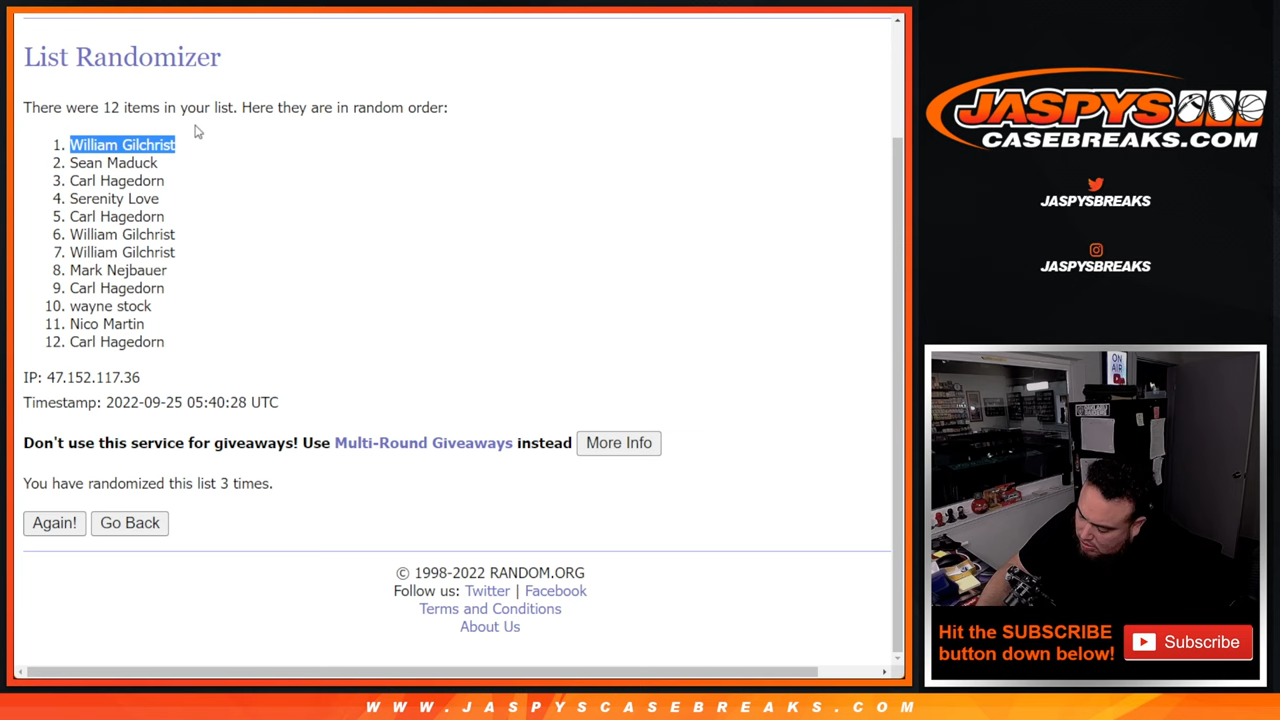 List Randomizer
There were 12 items in your list. Here they are in random order:
1. William Gilchrist
2. Sean Maduck
3. Carl Hagedorn
4. Serenity Love
5. Carl Hagedorn
6. William Gilchrist
7. William Gilchrist
8. Mark Nejbauer
9. Carl Hagedorn
10. wayne stock
11. Nico Martin
12. Carl Hagedorn
IP: 47.152.117.36
Timestamp: 2022-09-25 05:40:28 UTC
Don't use this service for giveaways! Use Multi-Round Giveaways instead More Info
You have randomized this list 3 times.
Again! Go Back
© 1998-2022 RANDOM.ORG
Follow us: Twitter | Facebook
Terms and Conditions
About Us
JASPYS
CASEBREAKS.COM
JASPYSBREAKS
JASPYSBREAKS
ON
AIR
Hit the SUBSCRIBE
button down below!
Subscribe
WWW.JASPYSCASEBREAKS.COM